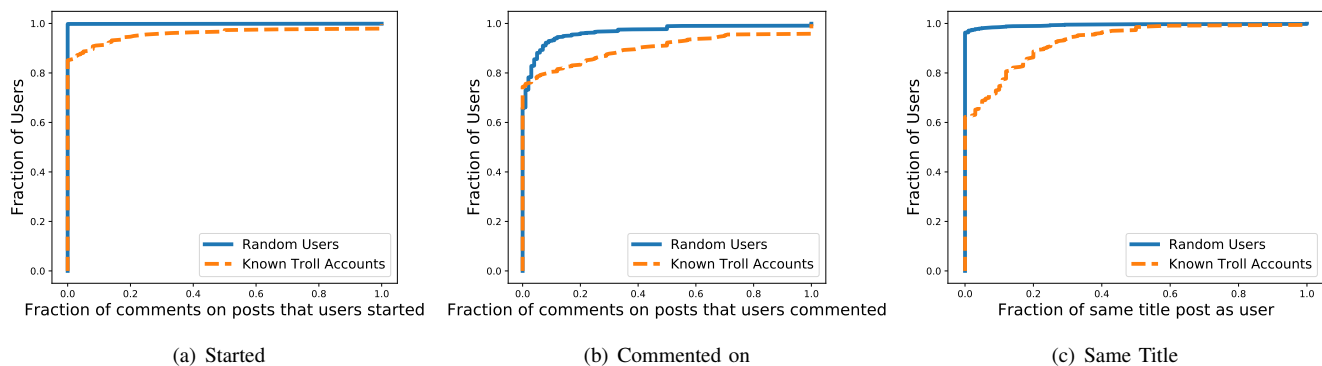 1.0
0.8
0.6
0.4
0.2
0.0
Fraction of Users
0.0 0.2 0.4 0.6 0.8 1.0
Fraction of comments on posts that users started
Random Users
Known Troll Accounts
(a) Started
1.0
0.8
0.6
0.4
0.2
0.0
Fraction of Users
0.0 0.2 0.4 0.6 0.8 1.0
Fraction of comments on posts that users commented
Random Users
Known Troll Accounts
(b) Commented on
1.0
0.8
0.6
0.4
0.2
0.0
Fraction of Users
0.0 0.2 0.4 0.6 0.8 1.0
Fraction of same title post as user
Random Users
Known Troll Accounts
(c) Same Title